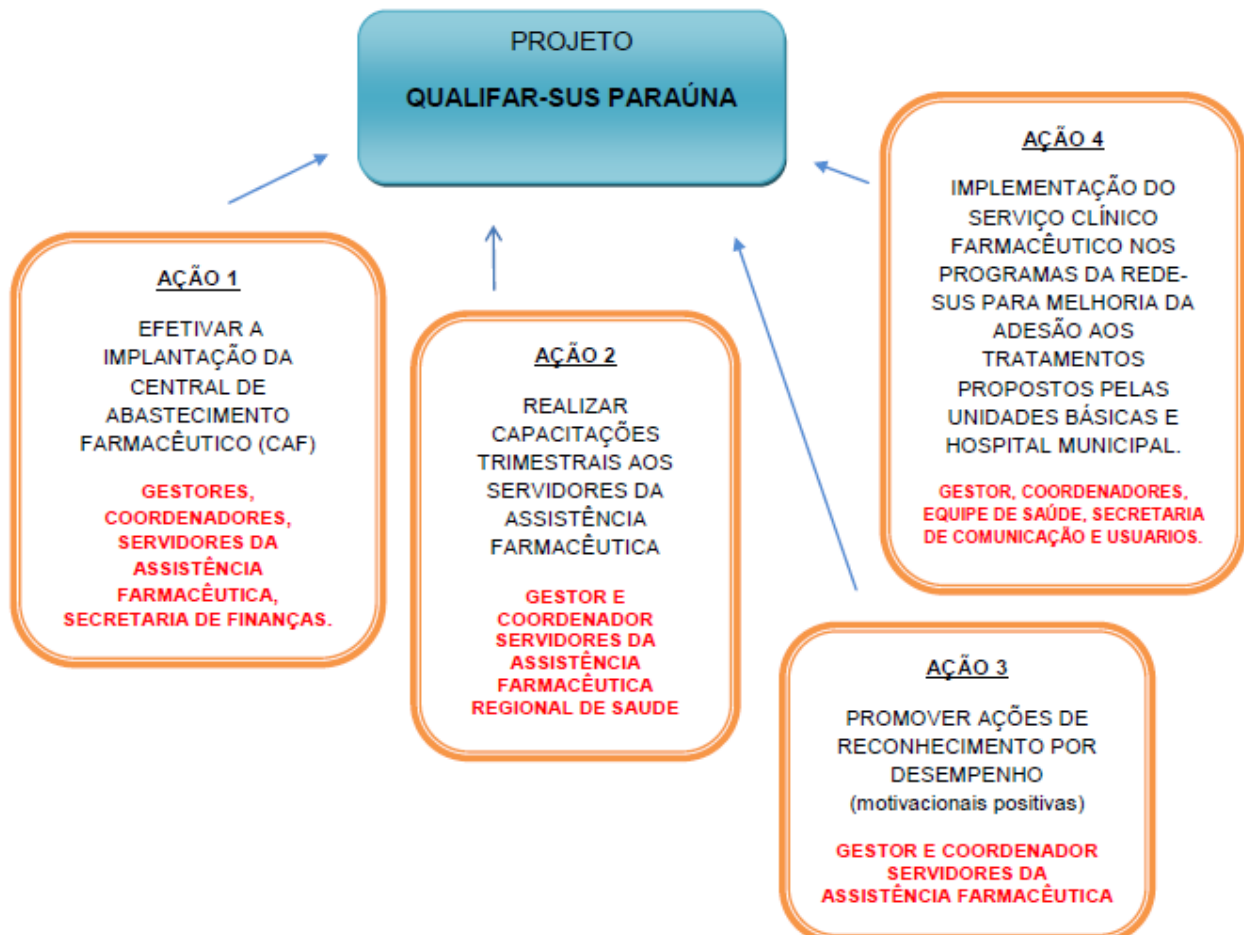 PROJETO
QUALIFAR-SUS PARAÚNA
AÇÃO 1
EFETIVAR A
IMPLANTAÇÃO DA
CENTRAL DE
ABASTECIMENTO
FARMACÊUTICO (CAF)
GESTORES,
COORDENADORES,
SERVIDORES DA
ASSISTÊNCIA
FARMACÊUTICA,
SECRETARIA DE FINANÇAS.
AÇÃO 2
REALIZAR
CAPACITAÇÕES
TRIMESTRAIS AOS
SERVIDORES DA
ASSISTÊNCIA
FARMACÊUTICA
GESTOR E
COORDENADOR
SERVIDORES DA
ASSISTÊNCIA
FARMACÊUTICA
REGIONAL DE SAUDE
AÇÃO 3
PROMOVER AÇÕES DE
RECONHECIMENTO POR
DESEMPENHO
(motivacionais positivas)
GESTOR E COORDENADOR
SERVIDORES DA
ASSISTÊNCIA FARMACÊUTICA
AÇÃO 4
IMPLEMENTAÇÃO DO
SERVIÇO CLÍNICO
FARMACÊUTICO NOS
PROGRAMAS DA REDE-
SUS PARA MELHORIA DA
ADESÃO AOS
TRATAMENTOS
PROPOSTOS PELAS
UNIDADES BÁSICAS E
HOSPITAL MUNICIPAL.
GESTOR, COORDENADORES,
EQUIPE DE SAÚDE, SECRETARIA
DE COMUNICAÇÃO E USUARIOS.